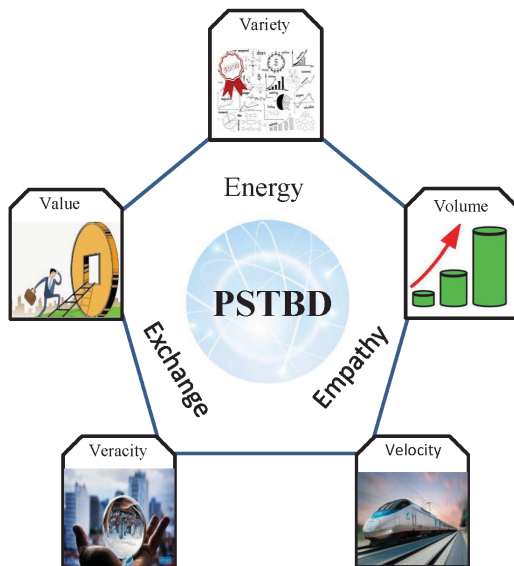 Variety
Energy
Value
Volume
PSTBD
Exchange
Empathy
Veracity
Velocity